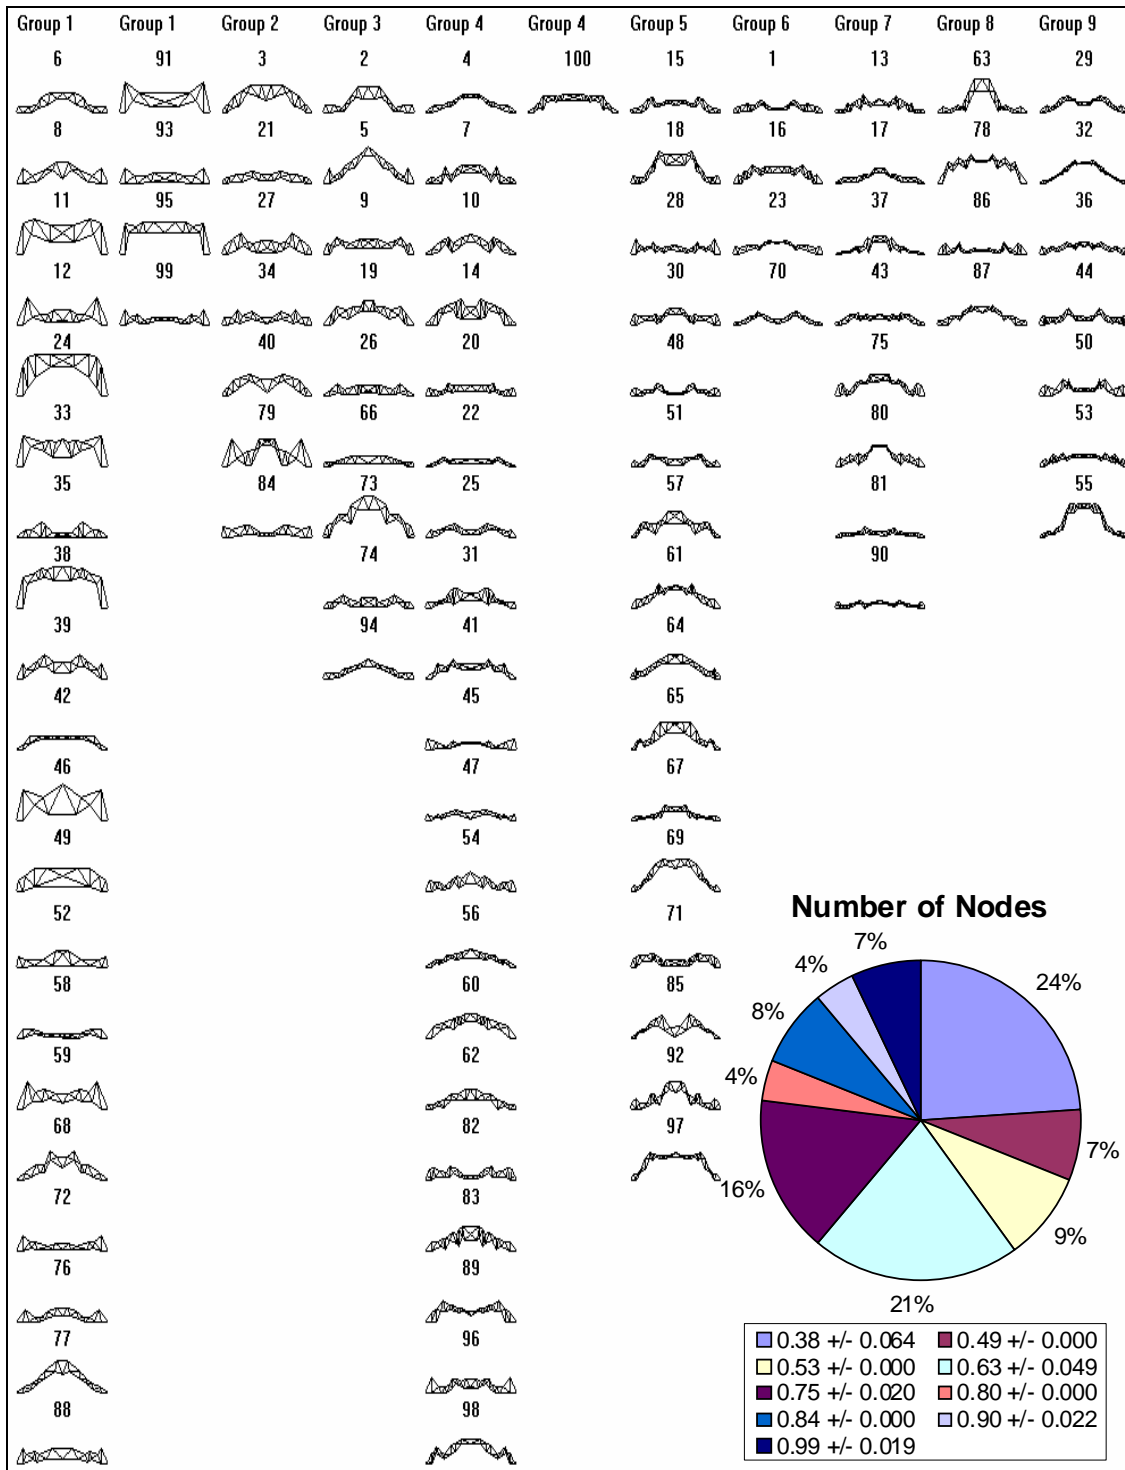 Group 1 Group 1 Group 2 Group 3 Group 4 Group 4 Group 5 Group 6 Group 7 Group 8 Group 9
6 91 3 2 4 100 15 1 13 63 29
8 93 21 5 7 18 16 17 78 32
11 95 27 9 10 28 23 37 86 36
12 99 34 19 14 30 70 43 87 44
24 40 26 20 48 75 50
33 79 66 22 51 80 53
35 84 73 25 57 81 55
38 74 31 61 90
39 94 41 64
42 45 65
46 47 67
49 54 69
52 56 71
58 60 85
59 62 92
68 82 97
72 83
76 89
77 96
88 98
Number of Nodes
7%
4% 24%
8%
4%
7%
16%
9%
21%
0.38 +/- 0.064 0.49 +/- 0.000
0.53 +/- 0.000 0.63 +/- 0.049
0.75 +/- 0.020 0.80 +/- 0.000
0.84 +/- 0.000 0.90 +/- 0.022
0.99 +/- 0.019